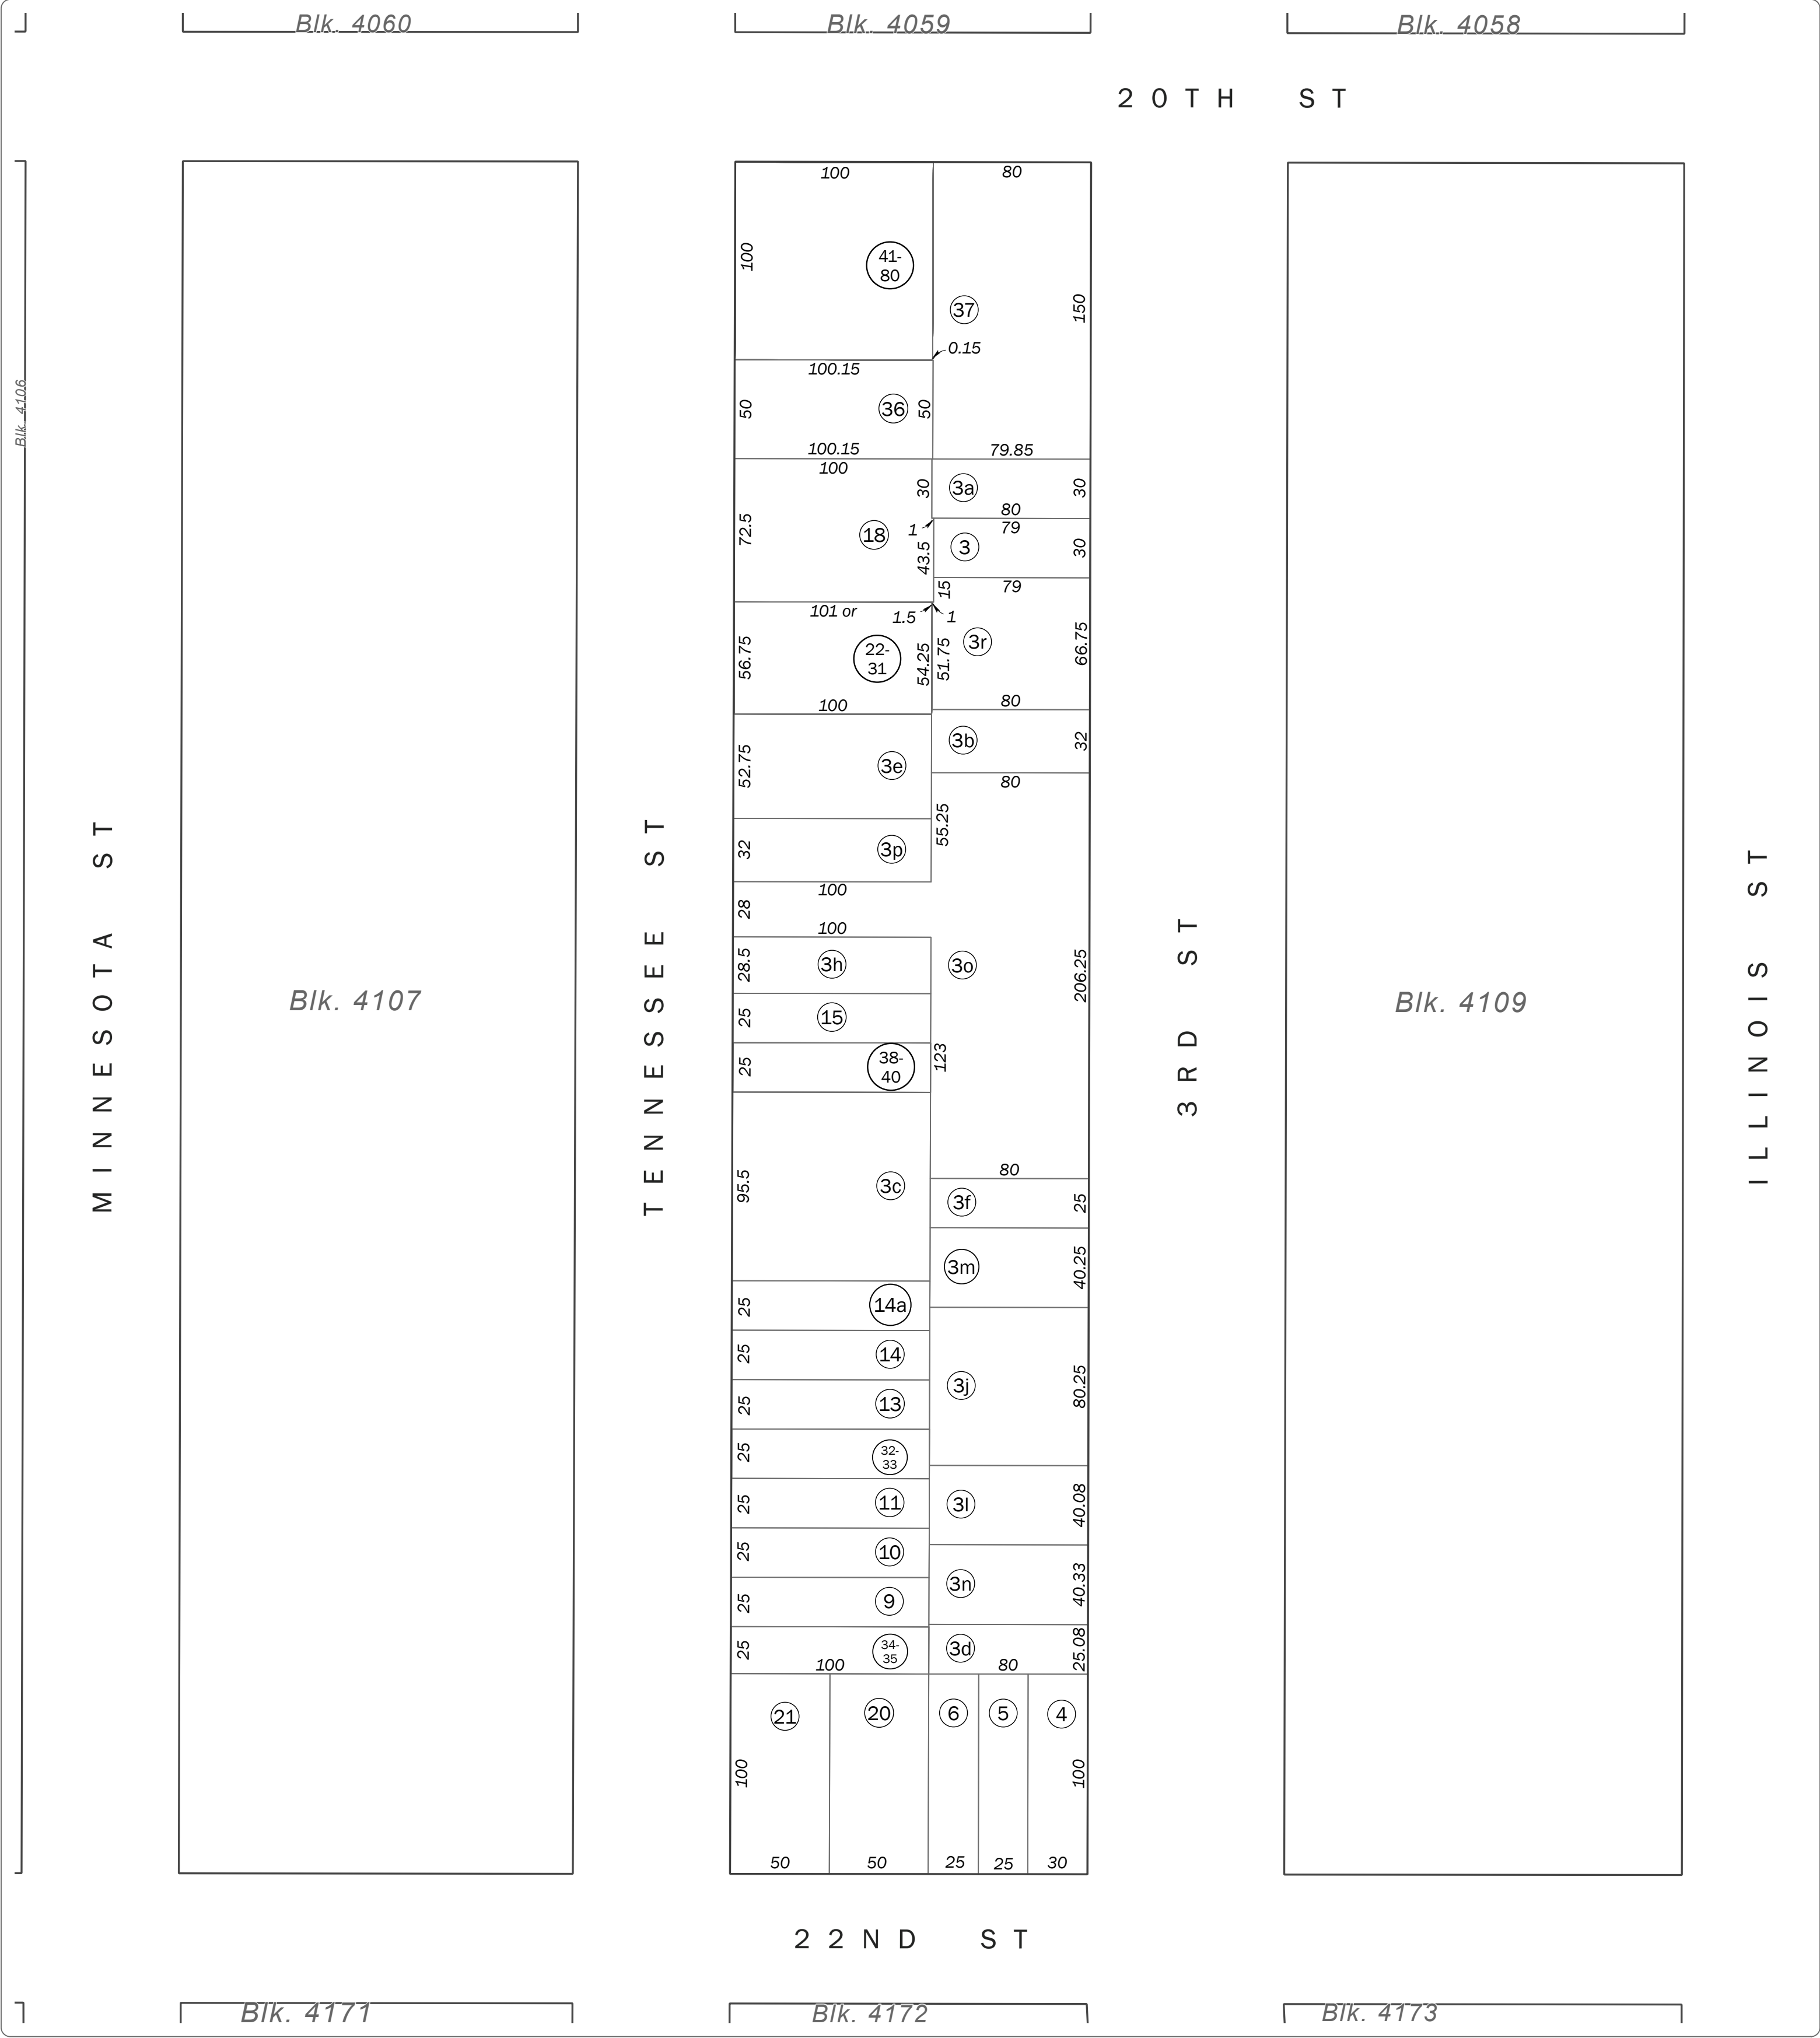 Blk. 4060
Blk. 4059
Blk. 4058
20TH ST
100
80
100
41-
80
37
150
0.15
100.15
Blk. 4106
50
36
50
100.15
79.85
100
30
3a
30
80
72.5
18
1
79
43.5
3
30
15
79
101 or
1.5
1
56.75
22-
31
54.25
51.75
3r
66.75
100
80
3b
32
52.75
3e
80
55.25
32
3p
100
28
100
28.5
3h
3o
206.25
25
15
25
38-
40
123
MINNESOTA ST
Blk. 4107
TENNESSEE ST
3RD ST
Blk. 4109
ILLINOIS ST
80
95.5
3c
3f
25
3m
40.25
25
14a
25
14
3j
80.25
25
13
25
32-
33
25
11
3l
40.08
25
10
3n
40.33
25
9
25
34-
35
3d
25.08
100
80
21
20
6
5
4
100
100
50
50
25
25
30
22ND ST
Blk. 4171
Blk. 4172
Blk. 4173